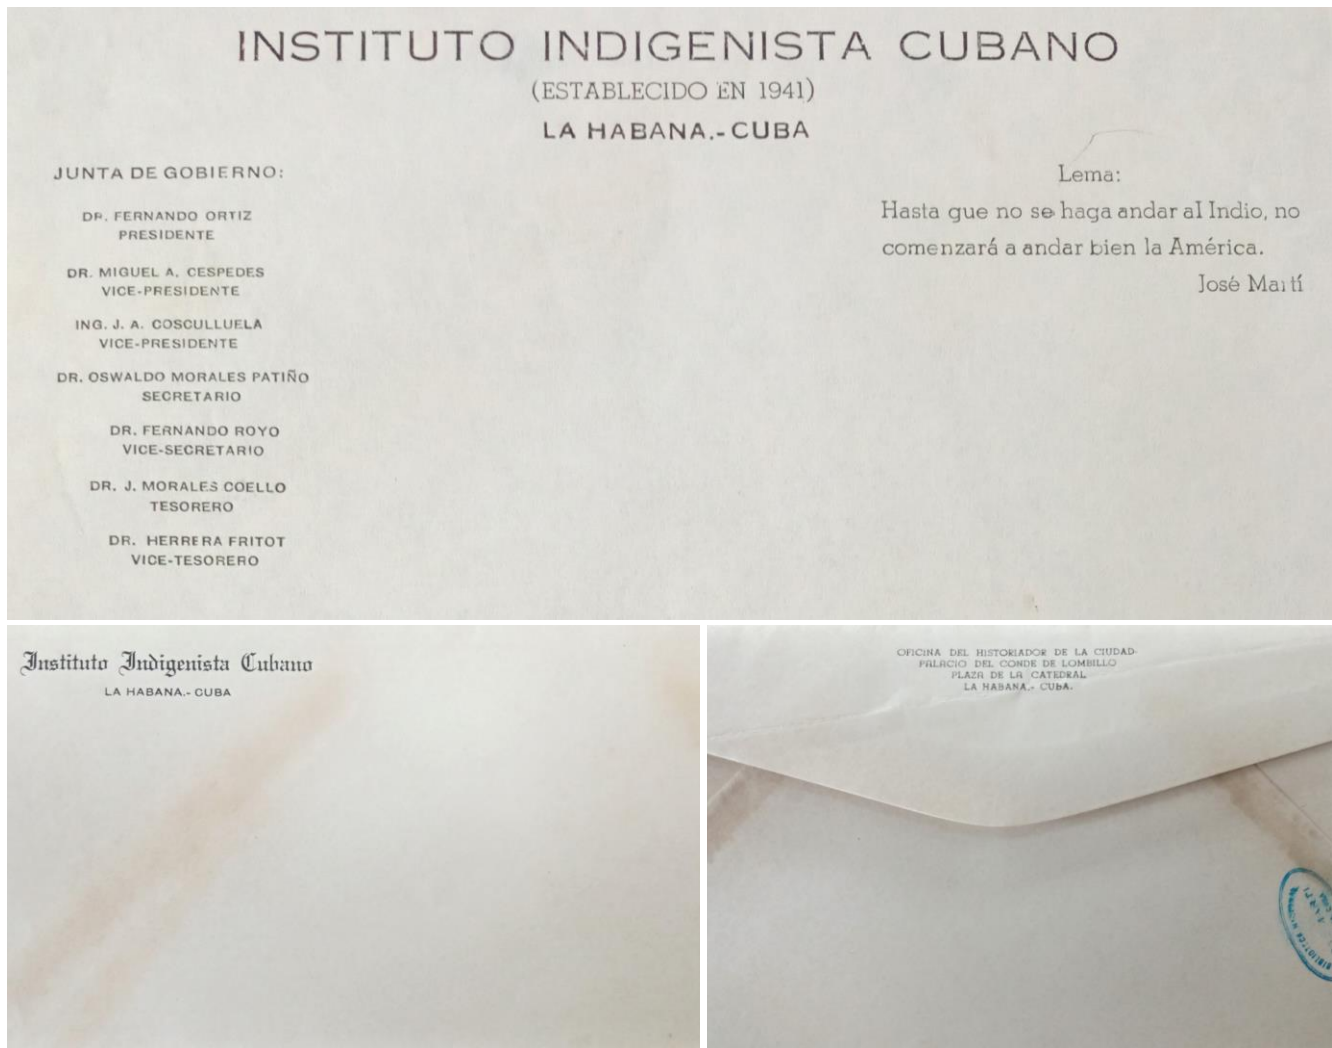 INSTITUTO INDIGENISTA CUBANO
(ESTABLECIDO EN 1941)
LA HABANA.-CUBA
JUNTA DE GOBIERNO:
DR. FERNANDO ORTIZ
PRESIDENTE
DR. MIGUEL A. CESPEDES
VICE-PRESIDENTE
ING. J. A. COSCULLUELA
VICE-PRESIDENTE
DR. OSWALDO MORALES PATIÑO
SECRETARIO
DR. FERNANDO ROYO
VICE-SECRETARIO
DR. J. MORALES COELLO
TESORERO
DR. HERRERA FRITOT
VICE-TESORERO
Lema:
Hasta que no se haga andar al Indio, no
comenzará a andar bien la América.
José Martí
Instituto Indigenista Cubano
LA HABANA.- CUBA
OFICINA DEL HISTORIADOR DE LA CIUDAD-
PALACIO DEL CONDE DE LOMBILLO
PLAZA DE LA CATEDRAL
LA HABANA.- CUBA.
BIBLIOTECA